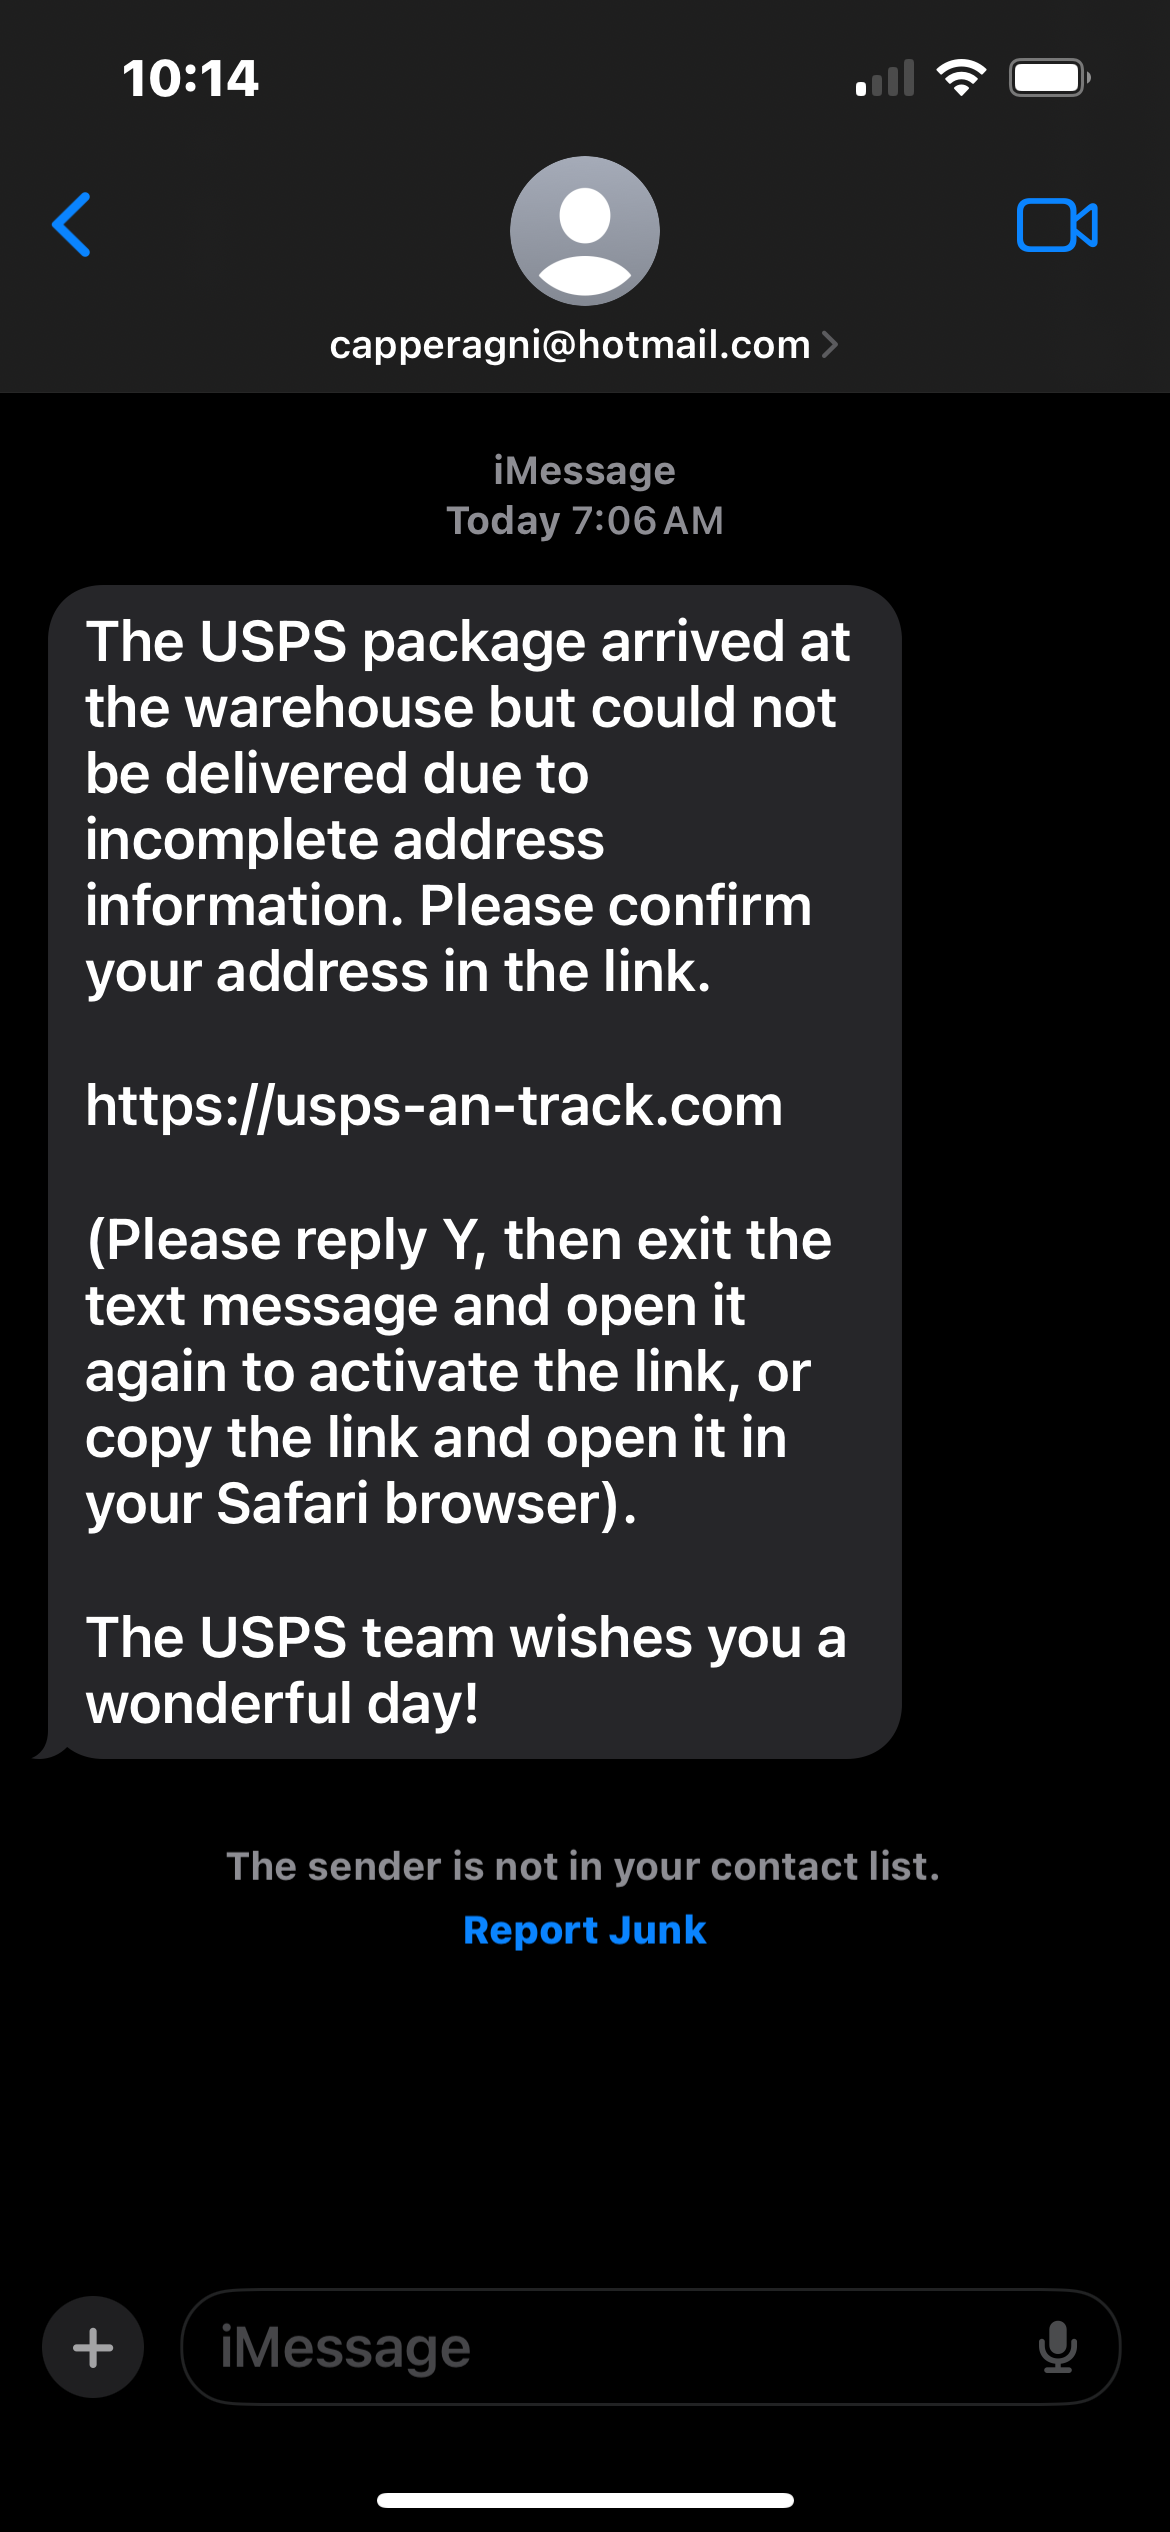 10:14
capperagni@hotmail.com
iMessage
Today 7:06 AM
The USPS package arrived at
the warehouse but could not
be delivered due to
incomplete address
information. Please confirm
your address in the link.
https://usps-an-track.com
(Please reply Y, then exit the
text message and open it
again to activate the link, or
copy the link and open it in
your Safari browser).
The USPS team wishes you a
wonderful day!
The sender is not in your contact list.
Report Junk
iMessage